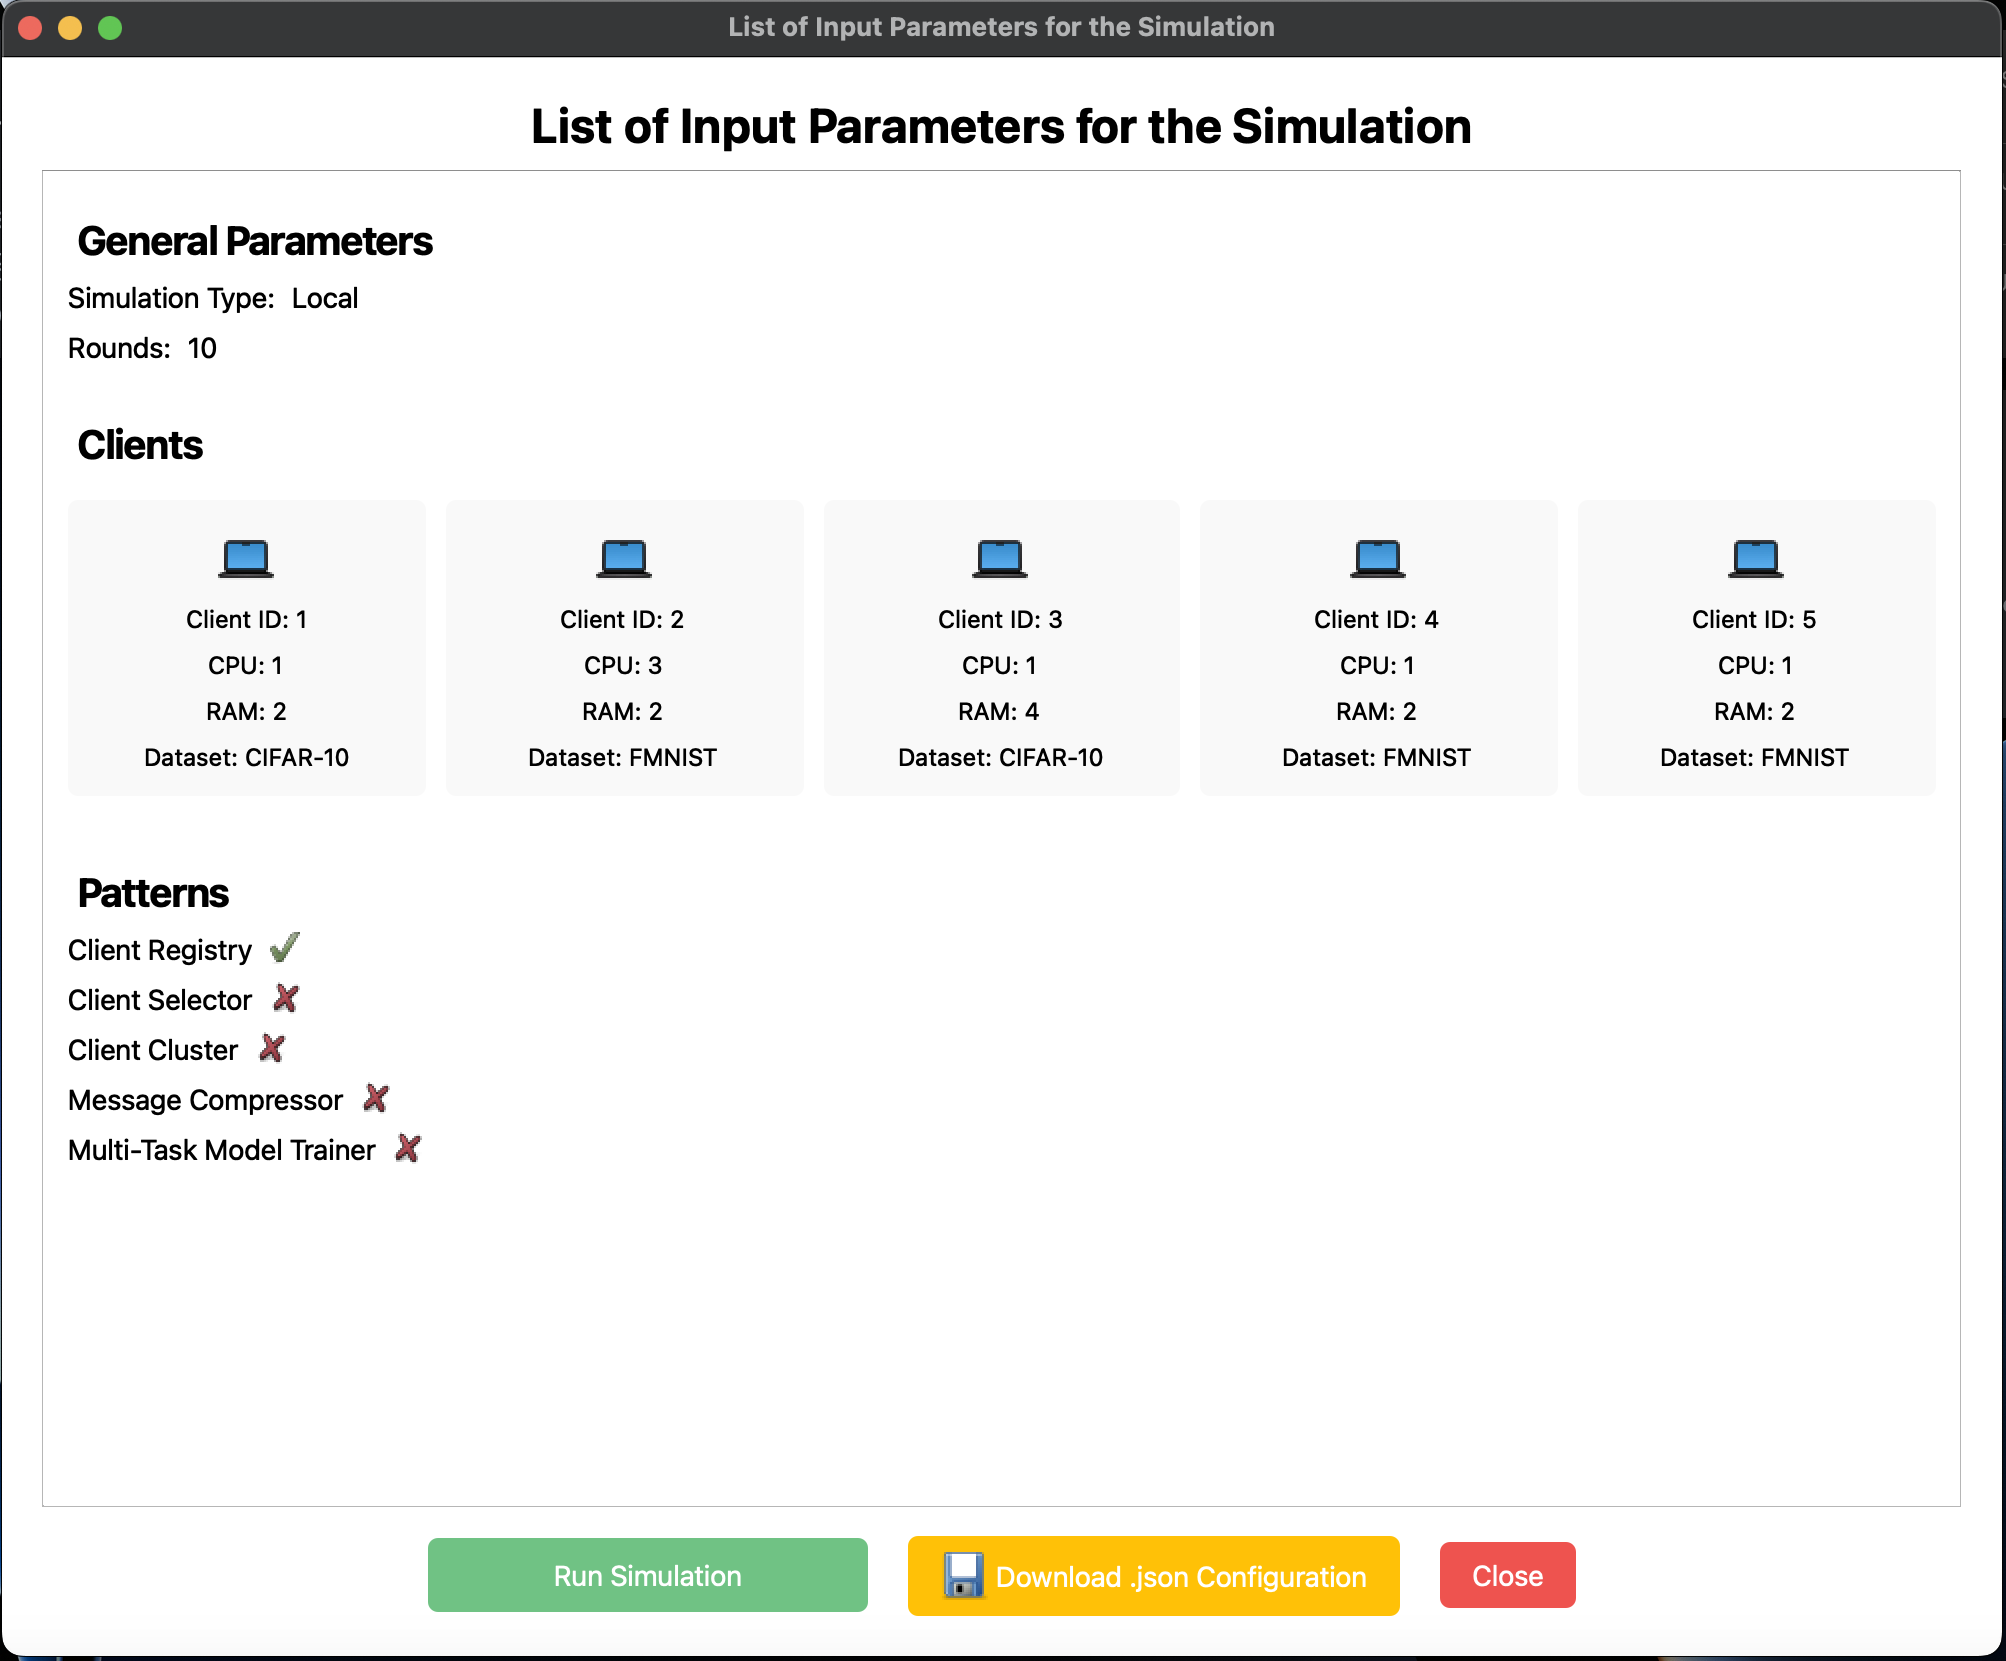 List of Input Parameters for the Simulation
List of Input Parameters for the Simulation
General Parameters
Simulation Type: Local
Rounds: 10
Clients
Client ID: 1
CPU: 1
RAM: 2
Dataset: CIFAR-10
Client ID: 2
CPU: 3
RAM: 2
Dataset: FMNIST
Client ID: 3
CPU: 1
RAM: 4
Dataset: CIFAR-10
Client ID: 4
CPU: 1
RAM: 2
Dataset: FMNIST
Client ID: 5
CPU: 1
RAM: 2
Dataset: FMNIST
Patterns
Client Registry
Client Selector
Client Cluster
Message Compressor
Multi-Task Model Trainer
Run Simulation
Download .json Configuration
Close